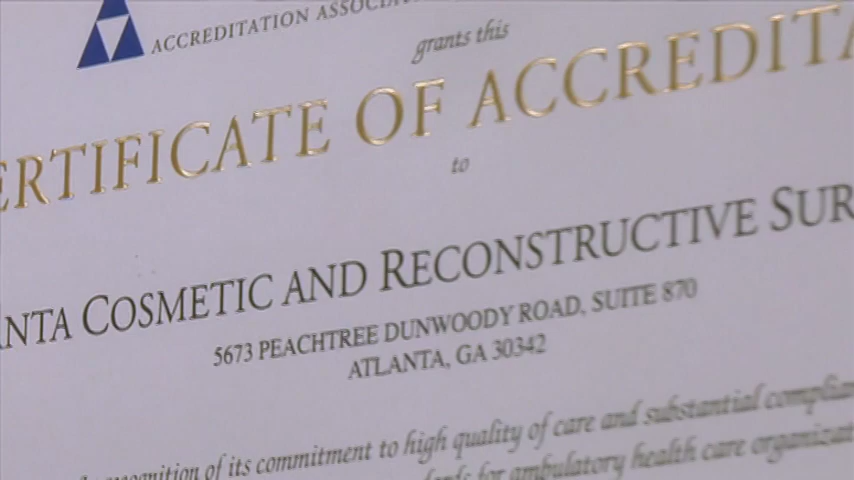 ACCREDITATION ASSOCI
grants this
ERTIFICATE OF ACCREDITA
to
ANTA COSMETIC AND RECONSTRUCTIVE SUR
5673 PEACHTREE DUNWOODY ROAD, SUITE 870
ATLANTA, GA 30342
recognition of its commitment to high quality of care and substantial complian
for ambulatory health care organizat